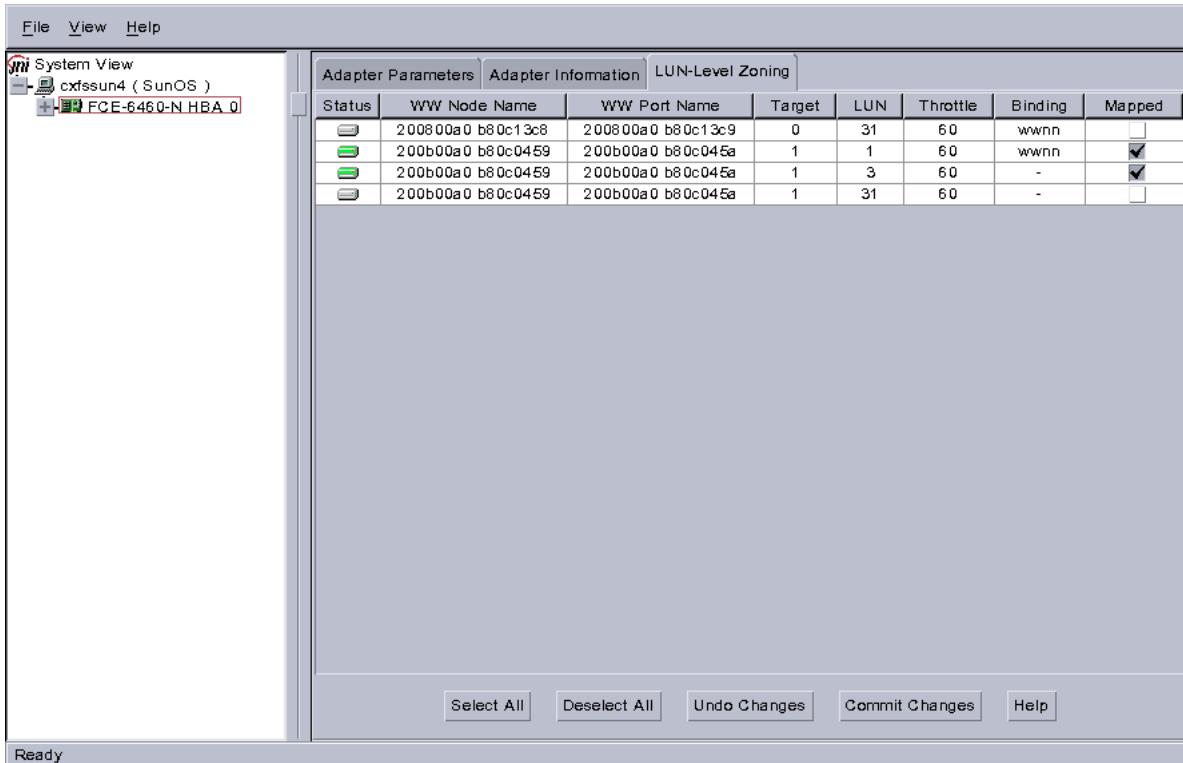 File View Help
jni System View
cxfssun4 ( SunOS )
FCE-6460-N HBA 0
Adapter Parameters Adapter Information LUN-Level Zoning
Status WW Node Name WW Port Name Target LUN Throttle Binding Mapped
200800a0 b80c13c8 200800a0 b80c13c9 0 31 60 wwnn
200b00a0 b80c0459 200b00a0 b80c045a 1 1 60 wwnn
200b00a0 b80c0459 200b00a0 b80c045a 1 3 60 -
200b00a0 b80c0459 200b00a0 b80c045a 1 31 60 -
Select All Deselect All Undo Changes Commit Changes Help
Ready